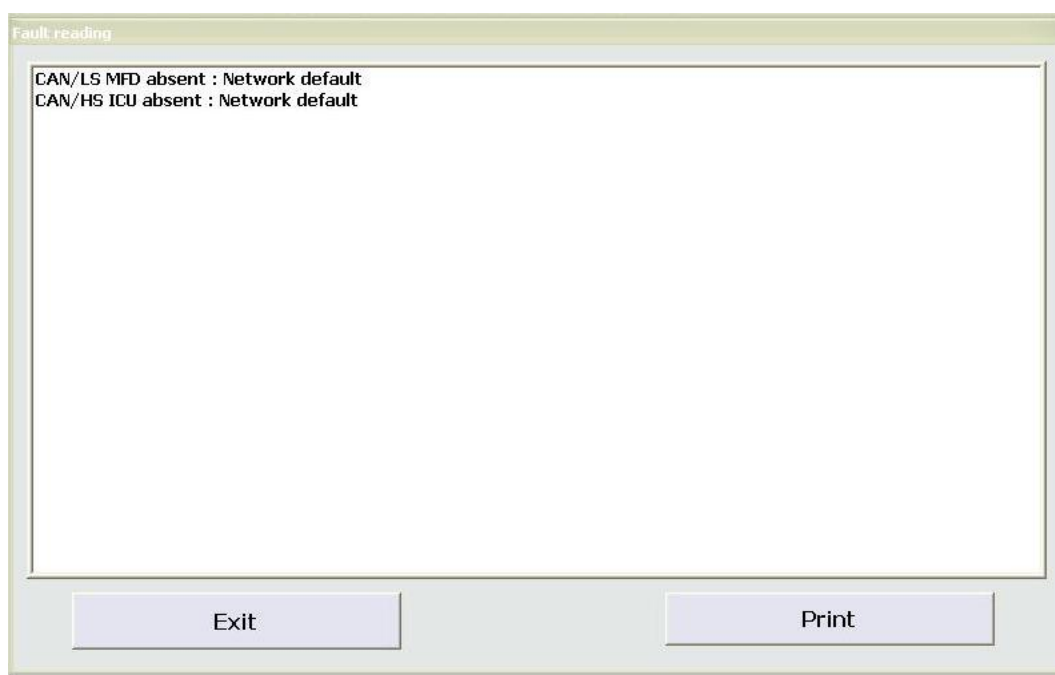 Fault reading
CAN/LS MFD absent : Network default
CAN/HS ICU absent : Network default
Exit
Print